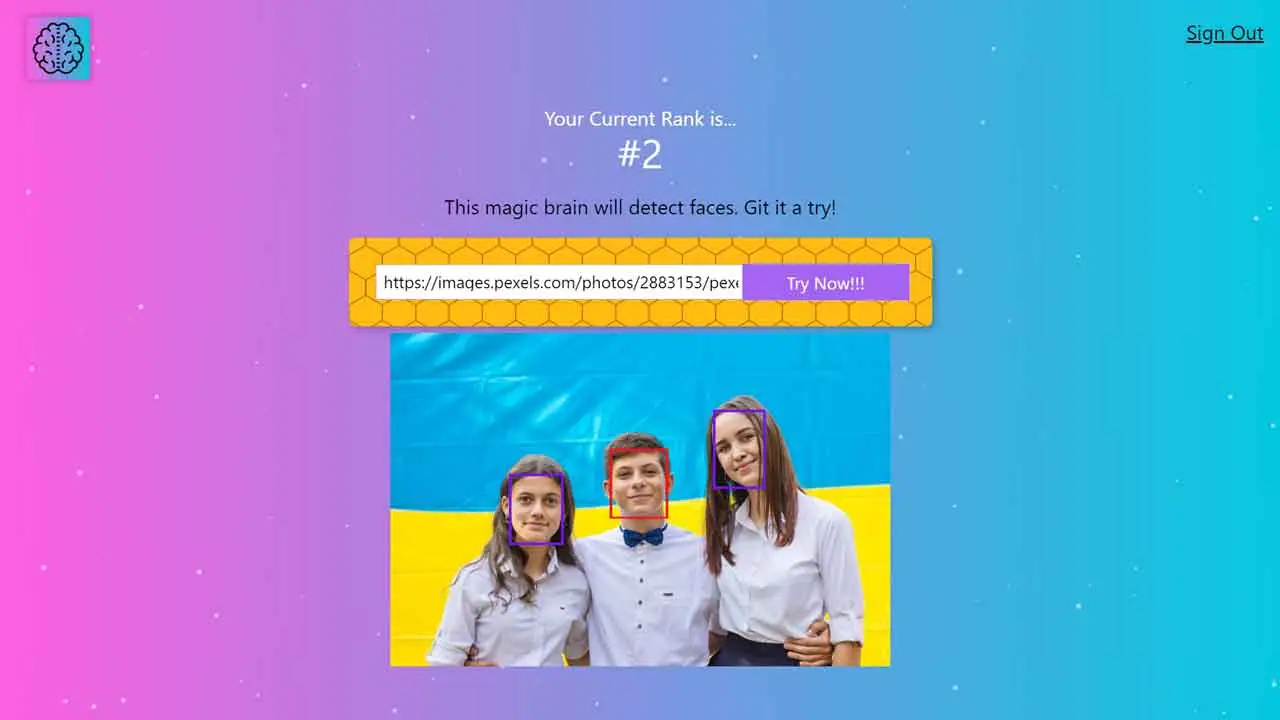 Sign Out
Your Current Rank is...
#2
This magic brain will detect faces. Git it a try!
https://images.pexels.com/photos/2883153/pexe
Try Now!!!